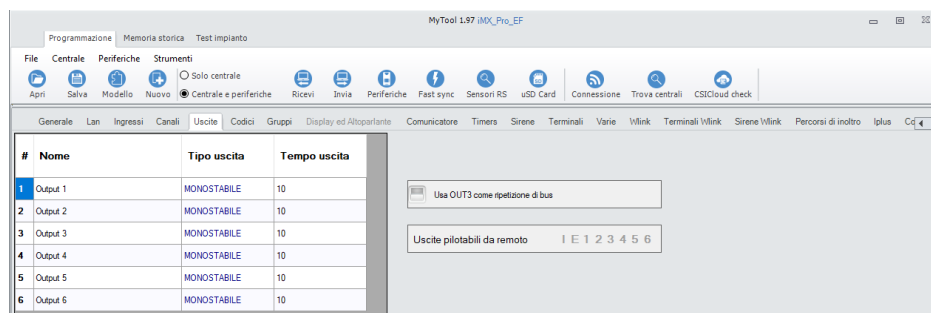 MyTool 1.97 iMX_Pro_EF
Programmazione Memoria storica Test impianto
File Centrale Periferiche Strumenti
Solo centrale
Centrale e periferiche
Apri Salva Modello Nuovo Ricevi Invia Periferiche Fast sync Sensori RS uSD Card Connessione Trova centrali CSICloud check
Generale Lan Ingressi Canali Uscite Codici Gruppi Display ed Altoparlante Comunicatore Timers Sirene Terminali Varie Wlink Terminali Wlink Sirene Wlink Percorsi di inoltro Iplus
# Nome Tipo uscita Tempo uscita
1 Output 1 MONOSTABILE 10
2 Output 2 MONOSTABILE 10
3 Output 3 MONOSTABILE 10
4 Output 4 MONOSTABILE 10
5 Output 5 MONOSTABILE 10
6 Output 6 MONOSTABILE 10
Usa OUT3 come ripetizione di bus
Uscite pilotabili da remoto I E 1 2 3 4 5 6